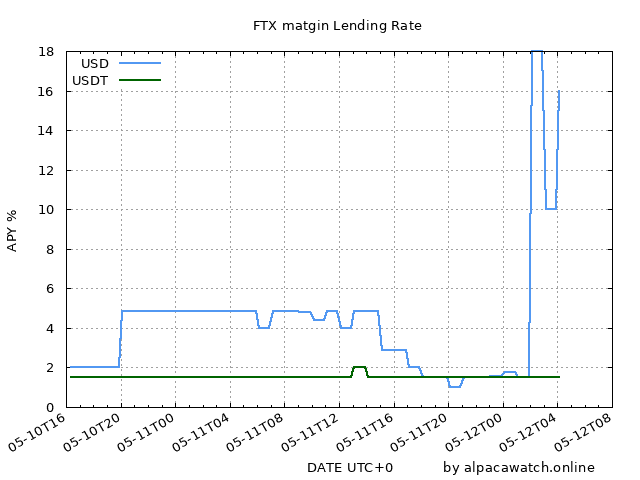 FTX matgin Lending Rate
USD
USDT
18
16
14
12
10
8
6
4
2
0
APY %
05-10T16
05-10T20
05-11T00
05-11T04
05-11T08
05-11T12
05-11T16
05-11T20
05-12T00
05-12T04
05-12T08
DATE UTC+0 by alpacawatch.online